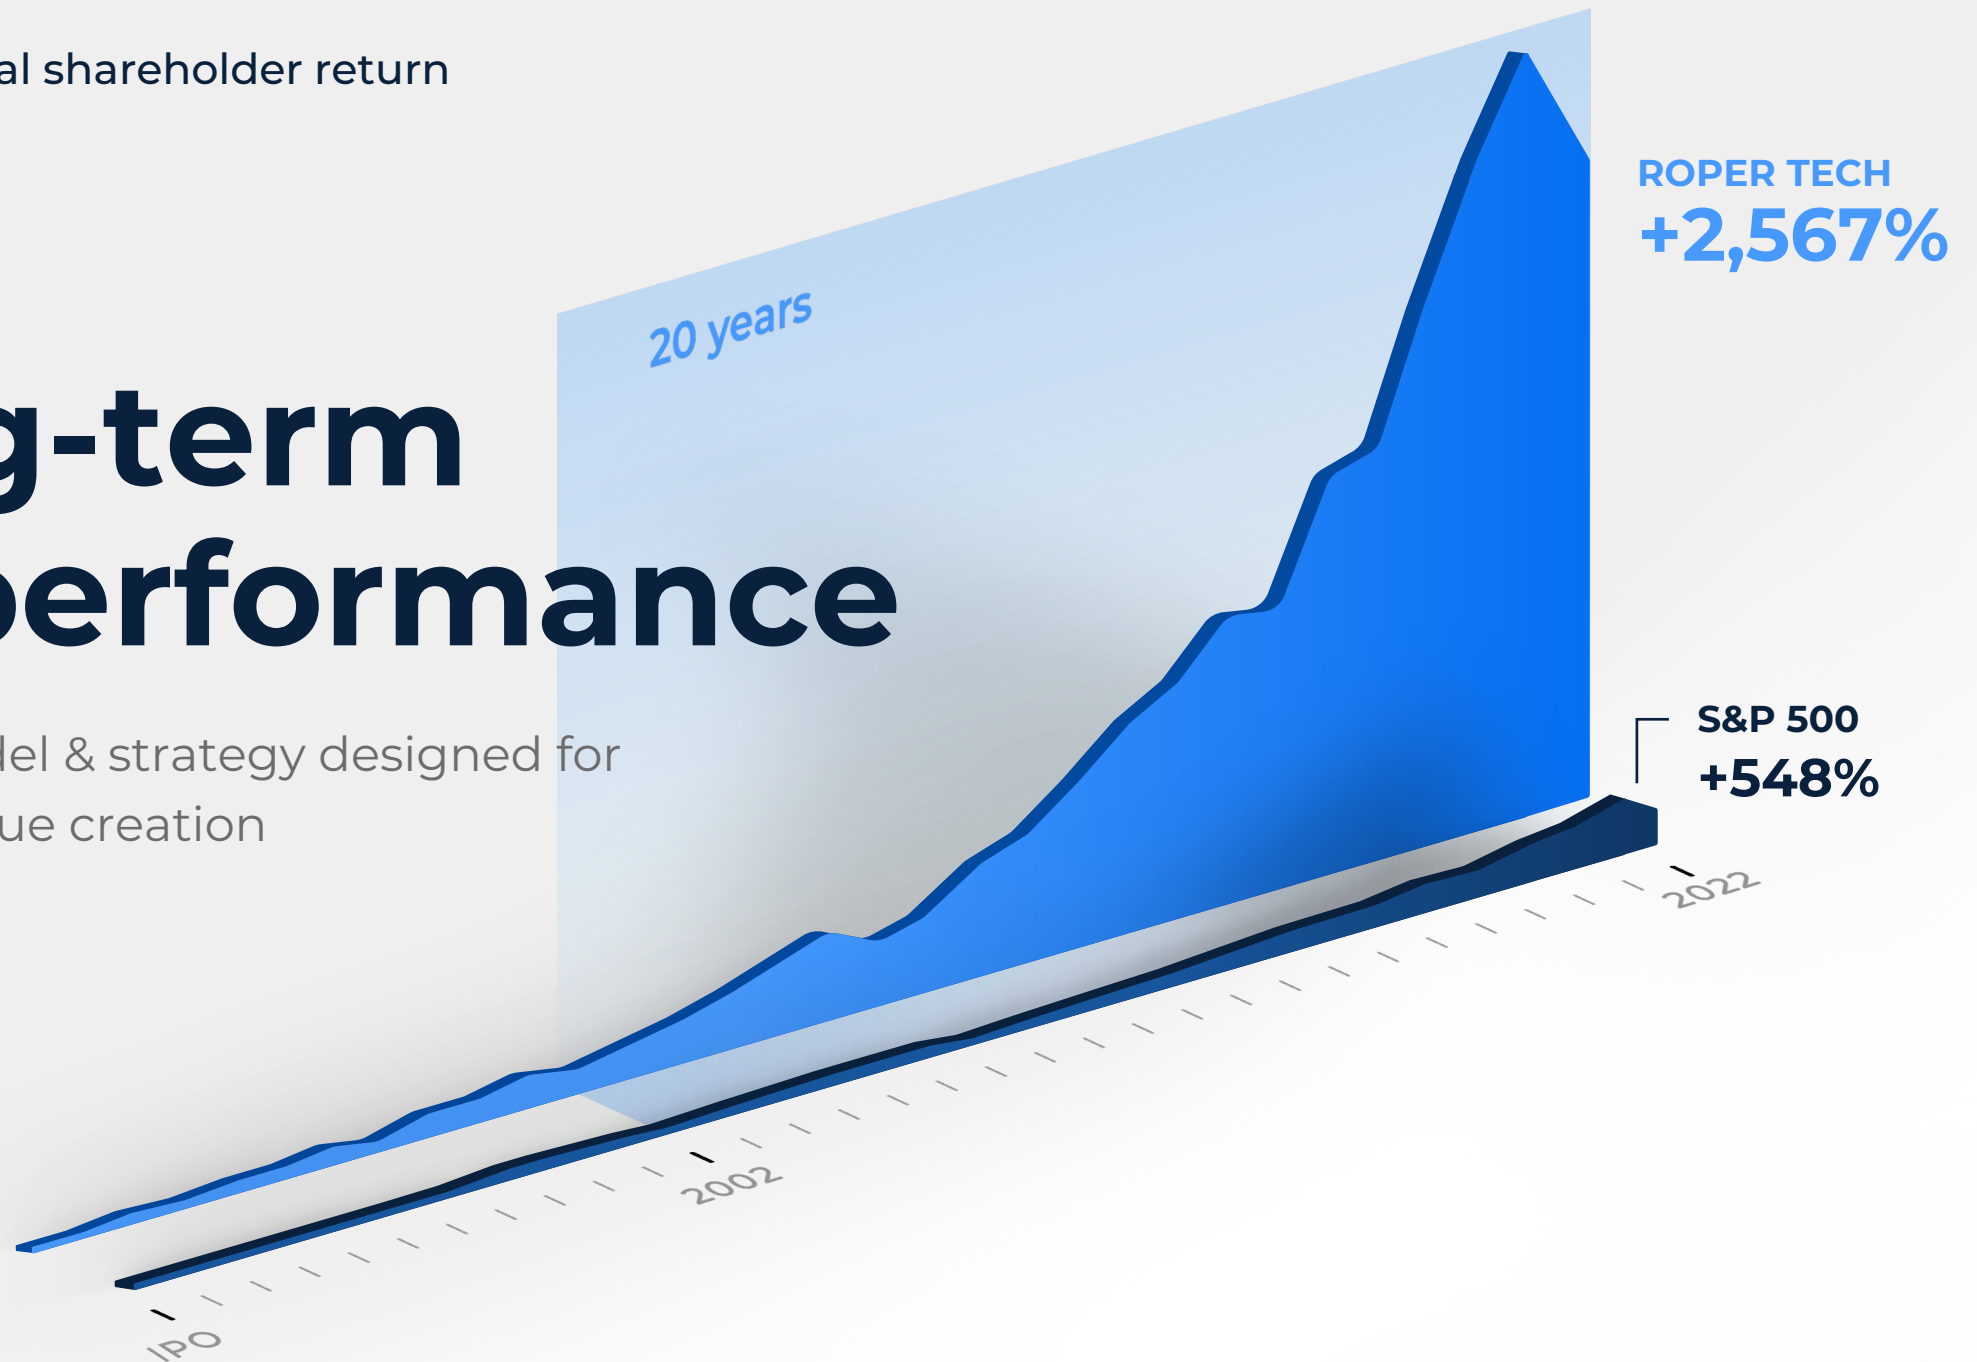 al shareholder return
ROPER TECH
+2,567%
20 years
g-term
performance
S&P 500
+548%
del & strategy designed for
ue creation
2022
2002
IPO